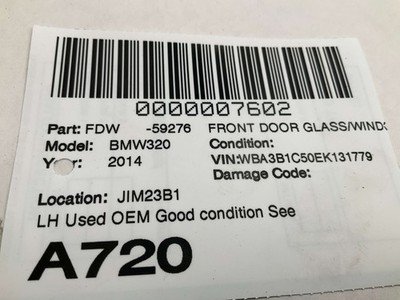 0000007602
Part: FDW -59276 FRONT DOOR GLASS/WIND
Model: BMW320 Condition:
2014 VIN:WBA3B1C50EK131779
Damage Code:
Location: JIM23B1
LH Used OEM Good condition See
A720